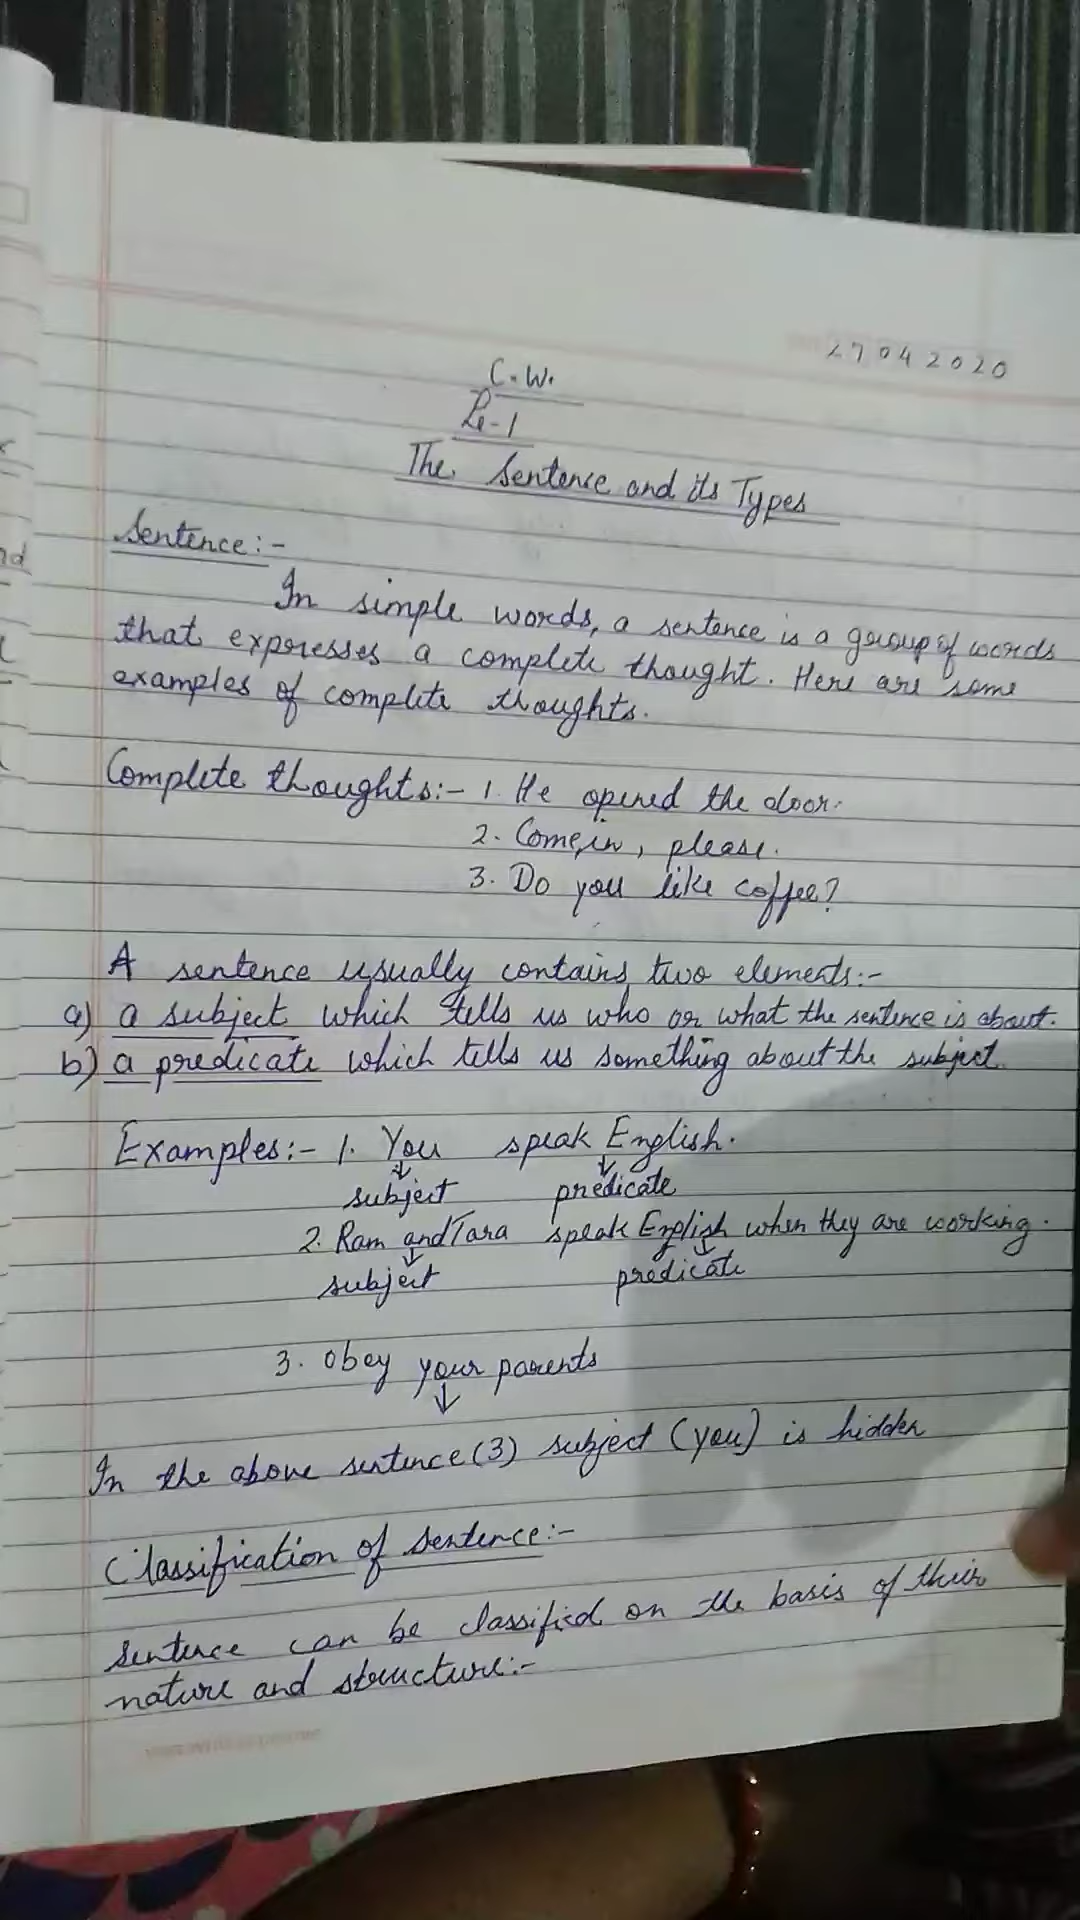 27042020
C.W.
Le-1
The Sentence and its Types
Sentence:-
In simple words, a sentence is a group of words
that expresses a complete thought. Here are some
examples of complete thoughts.
Complete thoughts:- 1. He opened the door.
2. Come, in, please.
3. Do you like coffee?
A sentence usually contains two elements:-
a) a subject which tells us who or what the sentence is about.
b) a predicate which tells us something about the subject.
Examples:- 1. You speak English.
subject predicate
2. Ram and Tara speak English when they are working.
subject predicate
3. Obey your parents
In the above sentence (3) subject (you) is hidden
Classification of Sentence:-
Sentence can be classified on the basis of their
nature and structure:-
nd